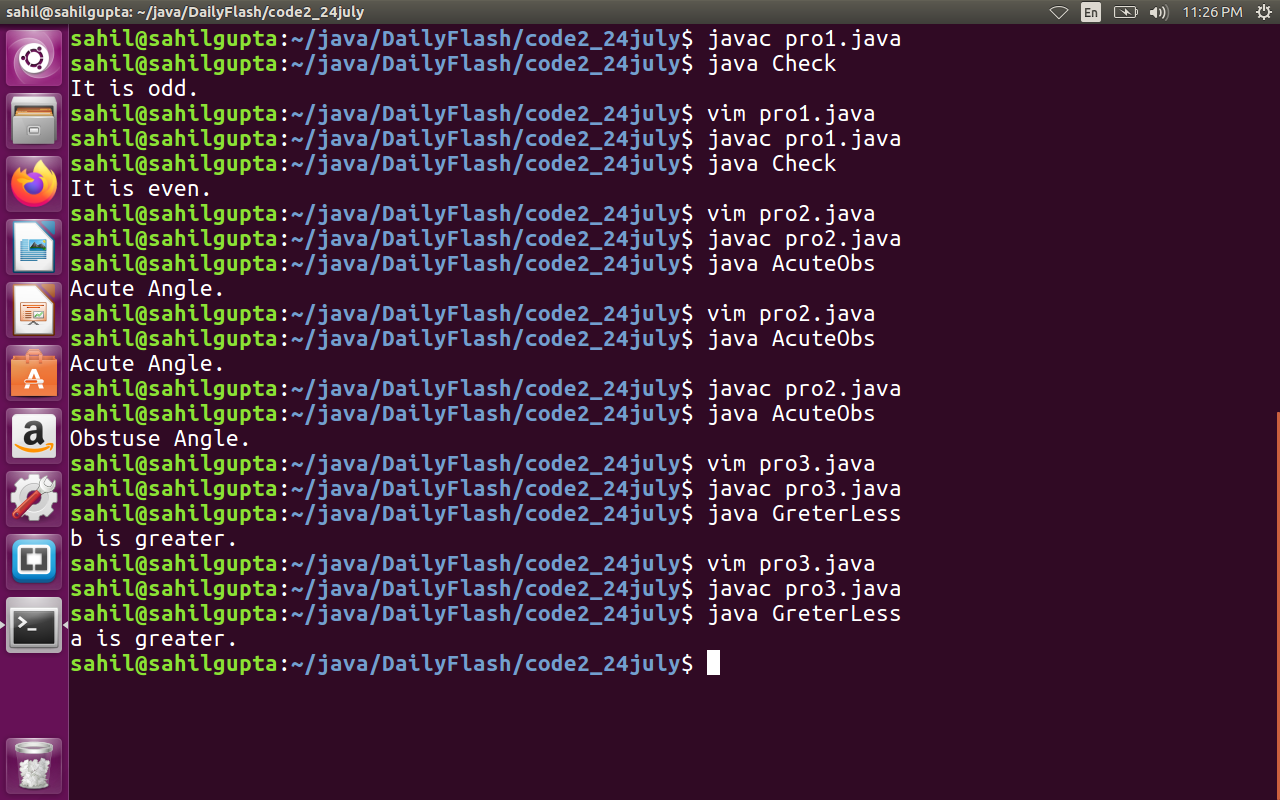 sahil@sahilgupta: ~/java/DailyFlash/code2_24july
En
11:26 PM
sahil@sahilgupta:~/java/DailyFlash/code2_24july$ javac pro1.java
sahil@sahilgupta:~/java/DailyFlash/code2_24july$ java Check
It is odd.
sahil@sahilgupta:~/java/DailyFlash/code2_24july$ vim pro1.java
sahil@sahilgupta:~/java/DailyFlash/code2_24july$ javac pro1.java
sahil@sahilgupta:~/java/DailyFlash/code2_24july$ java Check
It is even.
sahil@sahilgupta:~/java/DailyFlash/code2_24july$ vim pro2.java
sahil@sahilgupta:~/java/DailyFlash/code2_24july$ javac pro2.java
sahil@sahilgupta:~/java/DailyFlash/code2_24july$ java AcuteObs
Acute Angle.
sahil@sahilgupta:~/java/DailyFlash/code2_24july$ vim pro2.java
sahil@sahilgupta:~/java/DailyFlash/code2_24july$ java AcuteObs
Acute Angle.
sahil@sahilgupta:~/java/DailyFlash/code2_24july$ javac pro2.java
sahil@sahilgupta:~/java/DailyFlash/code2_24july$ java AcuteObs
Obstuse Angle.
sahil@sahilgupta:~/java/DailyFlash/code2_24july$ vim pro3.java
sahil@sahilgupta:~/java/DailyFlash/code2_24july$ javac pro3.java
sahil@sahilgupta:~/java/DailyFlash/code2_24july$ java GreterLess
b is greater.
sahil@sahilgupta:~/java/DailyFlash/code2_24july$ vim pro3.java
sahil@sahilgupta:~/java/DailyFlash/code2_24july$ javac pro3.java
sahil@sahilgupta:~/java/DailyFlash/code2_24july$ java GreterLess
a is greater.
sahil@sahilgupta:~/java/DailyFlash/code2_24july$